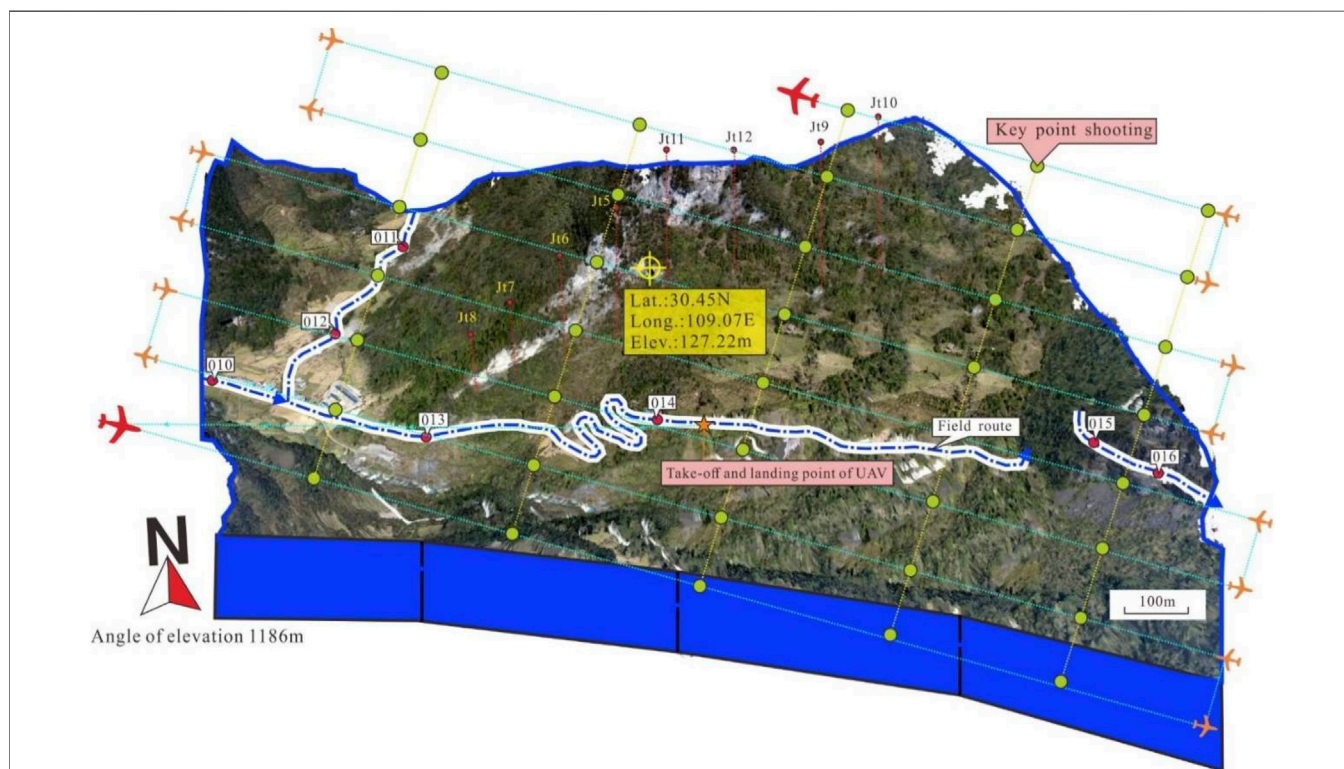 Jt10
Key point shooting
Jt11
Jt12
Jt9
Jt5
011
Jt6
Lat.:30.45N
Long.:109.07E
Elev.:127.22m
Jt7
012
Jt8
010
014
013
Field route
015
Take-off and landing point of UAV
016
N
100m
Angle of elevation 1186m